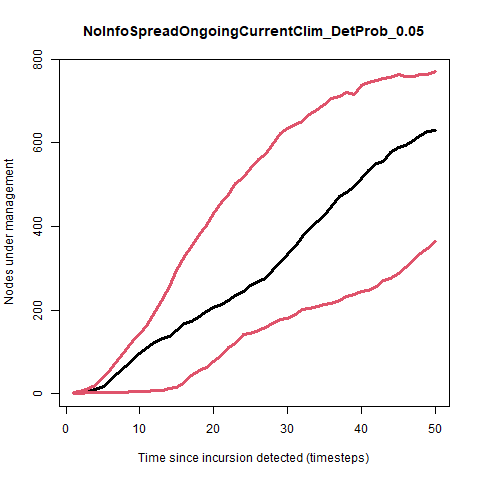 NoInfoSpreadOngoingCurrentClim_DetProb_0.05
800
600
400
200
0
Nodes under management
0 10 20 30 40 50
Time since incursion detected (timesteps)